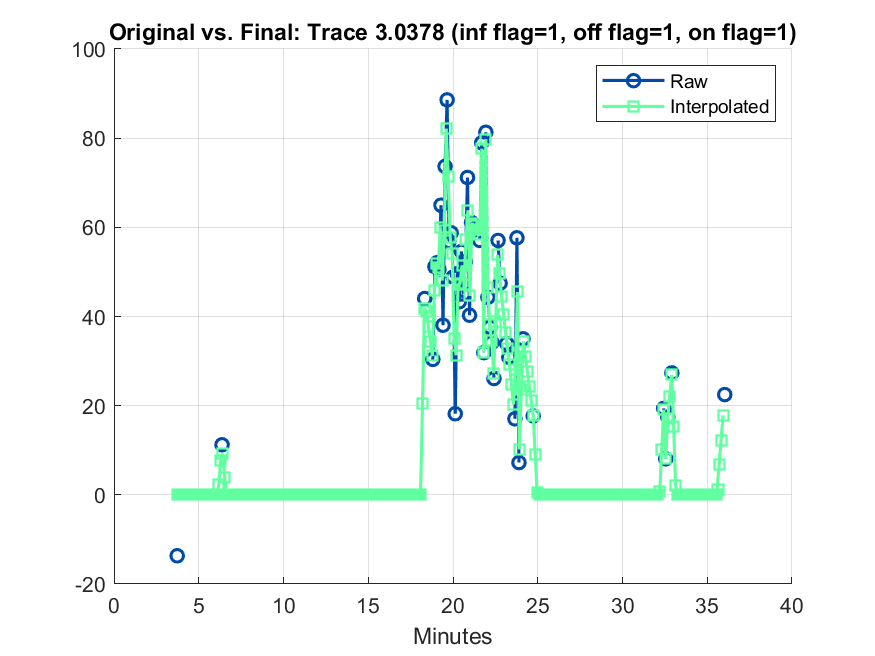 Original vs. Final: Trace 3.0378 (inf flag=1, off flag=1, on flag=1)
100
80
60
40
20
0
-20
Raw
Interpolated
0 5 10 15 20 25 30 35 40
Minutes